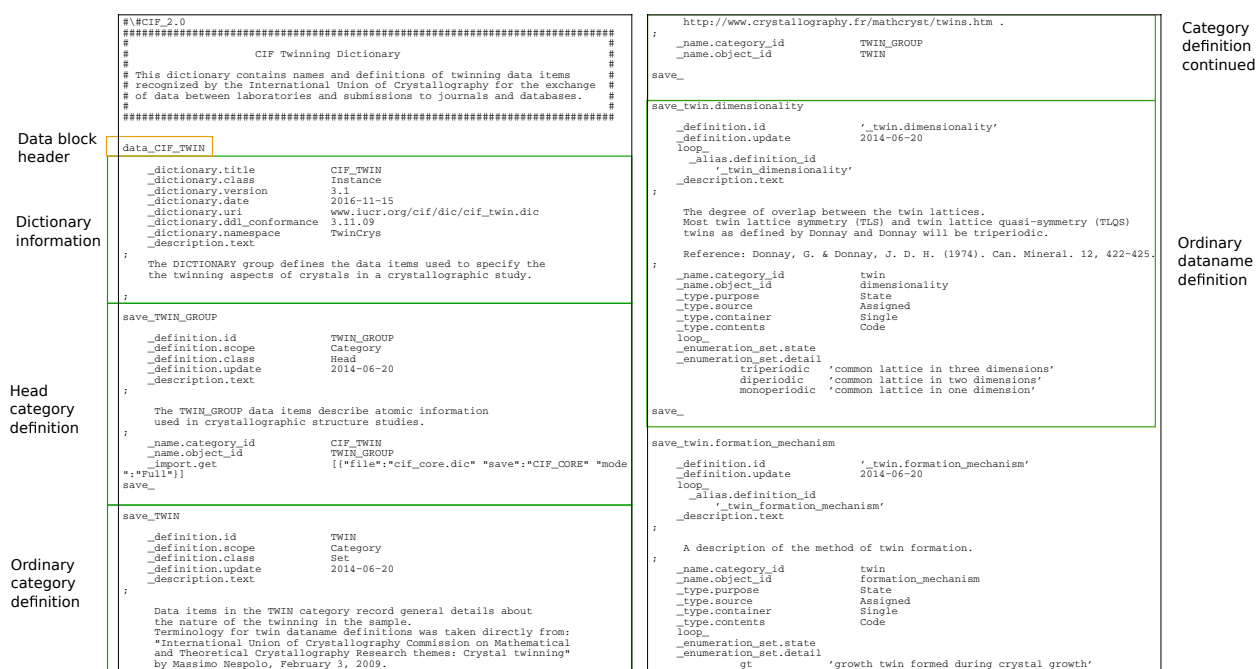 #\#CIF_2.0
##############################################################################
#                                                                            #
#                    CIF Twinning Dictionary                                 #
#                                                                            #
# This dictionary contains names and definitions of twinning data items      #
# recognized by the International Union of Crystallography for the exchange  #
# of data between laboratories and submissions to journals and databases.    #
#                                                                            #
##############################################################################
Data block
header
data_CIF_TWIN
Dictionary
information
_dictionary.title CIF_TWIN
_dictionary.class Instance
_dictionary.version 3.1
_dictionary.date 2016-11-15
_dictionary.uri www.iucr.org/cif/dic/cif_twin.dic
_dictionary.ddl_conformance 3.11.09
_dictionary.namespace TwinCrys
_description.text
;
The DICTIONARY group defines the data items used to specify the
the twinning aspects of crystals in a crystallographic study.
;
Head
category
definition
save_TWIN_GROUP
_definition.id TWIN_GROUP
_definition.scope Category
_definition.class Head
_definition.update 2014-06-20
_description.text
;
The TWIN_GROUP data items describe atomic information
used in crystallographic structure studies.
;
_name.category_id CIF_TWIN
_name.object_id TWIN_GROUP
_import.get [{"file":"cif_core.dic" "save":"CIF_CORE" "mode
":"Full"}]
save_
Ordinary
category
definition
save_TWIN
_definition.id TWIN
_definition.scope Category
_definition.class Set
_definition.update 2014-06-20
_description.text
;
Data items in the TWIN category record general details about
the nature of the twinning in the sample.
Terminology for twin dataname definitions was taken directly from:
"International Union of Crystallography Commission on Mathematical
and Theoretical Crystallography Research themes: Crystal twinning"
by Massimo Nespolo, February 3, 2009.
http://www.crystallography.fr/mathcryst/twins.htm .
;
_name.category_id TWIN_GROUP
_name.object_id TWIN
save_
Category
definition
continued
save_twin.dimensionality
_definition.id '_twin.dimensionality'
_definition.update 2014-06-20
loop_
_alias.definition_id
'_twin_dimensionality'
_description.text
;
The degree of overlap between the twin lattices.
Most twin lattice symmetry (TLS) and twin lattice quasi-symmetry (TLQS)
twins as defined by Donnay and Donnay will be triperiodic.
Reference: Donnay, G. & Donnay, J. D. H. (1974). Can. Mineral. 12, 422-425.
;
_name.category_id twin
_name.object_id dimensionality
_type.purpose State
_type.source Assigned
_type.container Single
_type.contents Code
loop_
_enumeration_set.state
_enumeration_set.detail
triperiodic 'common lattice in three dimensions'
diperiodic 'common lattice in two dimensions'
monoperiodic 'common lattice in one dimension'
save_
Ordinary
dataname
definition
save_twin.formation_mechanism
_definition.id '_twin.formation_mechanism'
_definition.update 2014-06-20
loop_
_alias.definition_id
'_twin_formation_mechanism'
_description.text
;
A description of the method of twin formation.
;
_name.category_id twin
_name.object_id formation_mechanism
_type.purpose State
_type.source Assigned
_type.container Single
_type.contents Code
loop_
_enumeration_set.state
_enumeration_set.detail
gt 'growth twin formed during crystal growth'